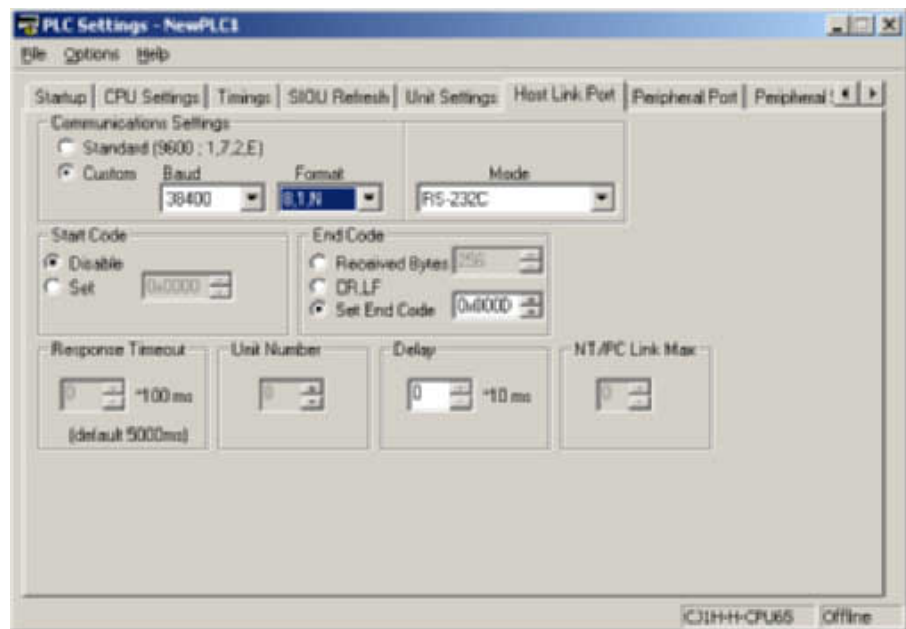 PLC Settings - NewPLC1
File Options Help
Startup CPU Settings Timings SIOU Refresh Unit Settings Host Link Port Peripheral Port Peripheral
Communications Settings
Standard (9600 ; 1,7,2,E)
Custom Baud Format Mode
38400 8,1,N RS-232C
Start Code End Code
Disable Received Bytes 256
Set 0x0000 CR,LF
Set End Code 0x000D
Response Timeout Unit Number Delay NT/PC Link Max
0 *100 ms 0 0 *10 ms 0
(default 5000ms)
CJ1H-H-CPU65 Offline